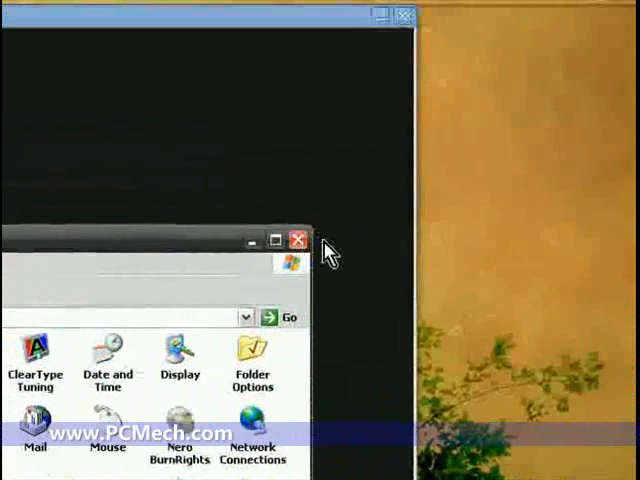 Go
ClearType
Tuning
Date and
Time
Display
Folder
Options
Mail
Mouse
Nero
BurnRights
Network
Connections
www.PCMech.com